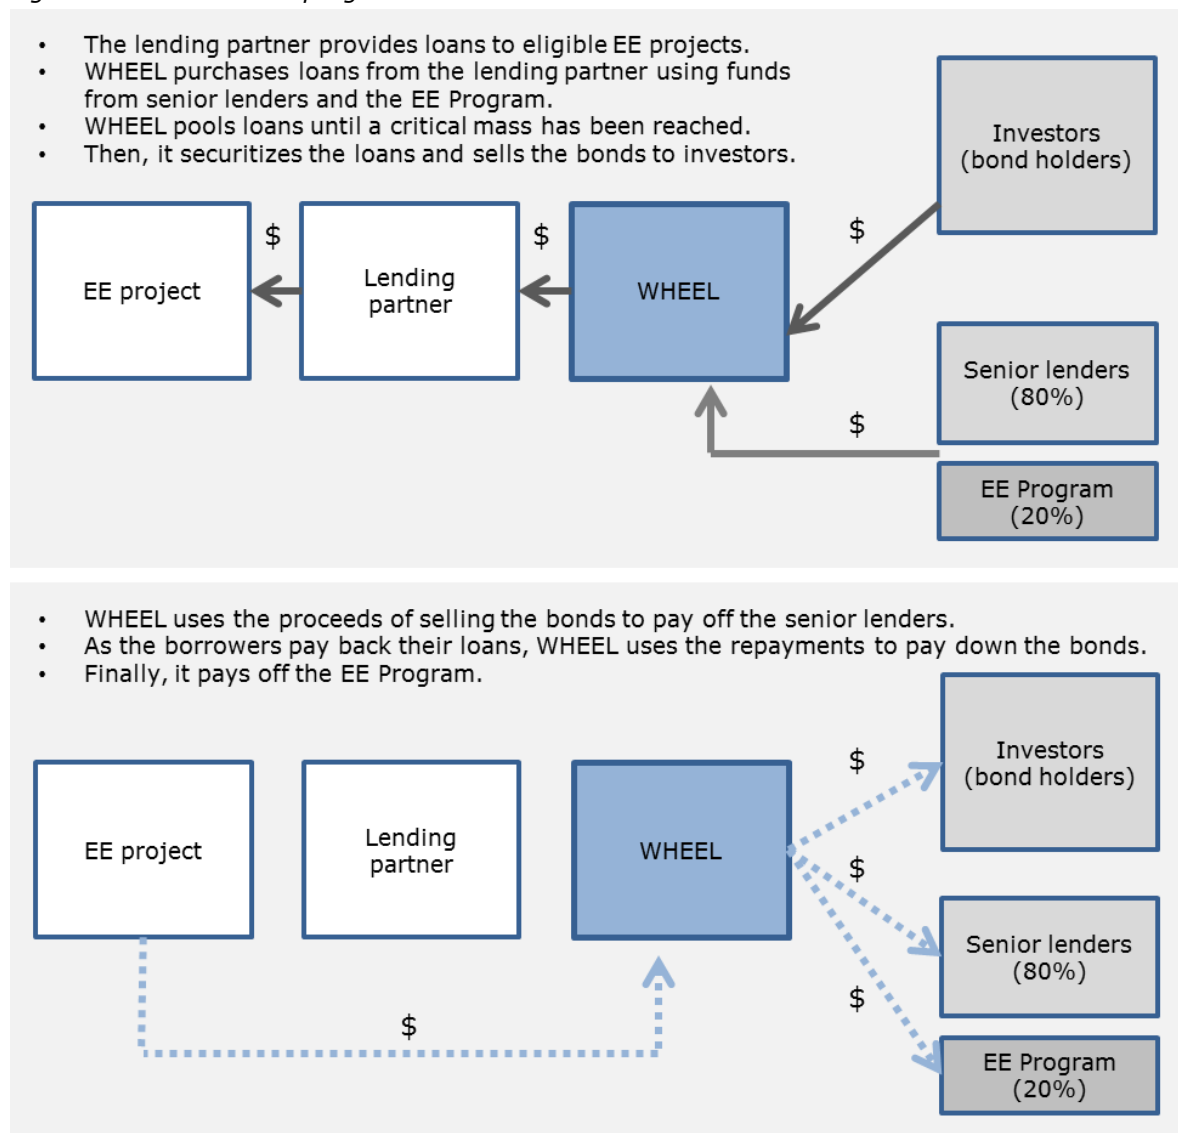 • The lending partner provides loans to eligible EE projects.
• WHEEL purchases loans from the lending partner using funds
from senior lenders and the EE Program.
• WHEEL pools loans until a critical mass has been reached.
• Then, it securitizes the loans and sells the bonds to investors.
Investors
(bond holders)
$
$
$
EE project
Lending
partner
WHEEL
Senior lenders
(80%)
$
EE Program
(20%)
• WHEEL uses the proceeds of selling the bonds to pay off the senior lenders.
• As the borrowers pay back their loans, WHEEL uses the repayments to pay down the bonds.
• Finally, it pays off the EE Program.
Investors
(bond holders)
$
EE project
Lending
partner
WHEEL
$
Senior lenders
(80%)
$
$
EE Program
(20%)